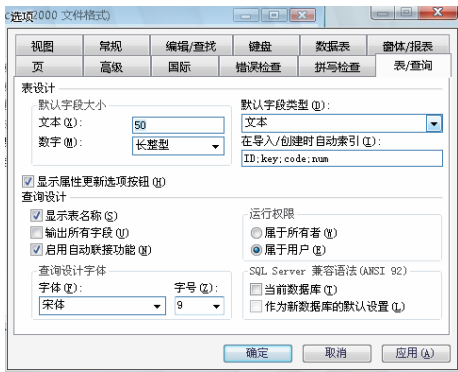 选项
2000 文件格式)
视图 常规 编辑/查找 键盘 数据表 窗体/报表
页 高级 国际 错误检查 拼写检查 表/查询
表设计
默认字段大小
文本(X): 50
数字(M): 长整型
默认字段类型(D):
文本
在导入/创建时自动索引(I):
ID;key;code;num
显示属性更新选项按钮(H)
查询设计
显示表名称(S)
输出所有字段(U)
启用自动联接功能(N)
运行权限
属于所有者(W)
属于用户(E)
查询设计字体
字体(F): 字号(Z):
宋体 9
SQL Server 兼容语法(ANSI 92)
当前数据库(T)
作为新数据库的默认设置(L)
确定 取消 应用(A)